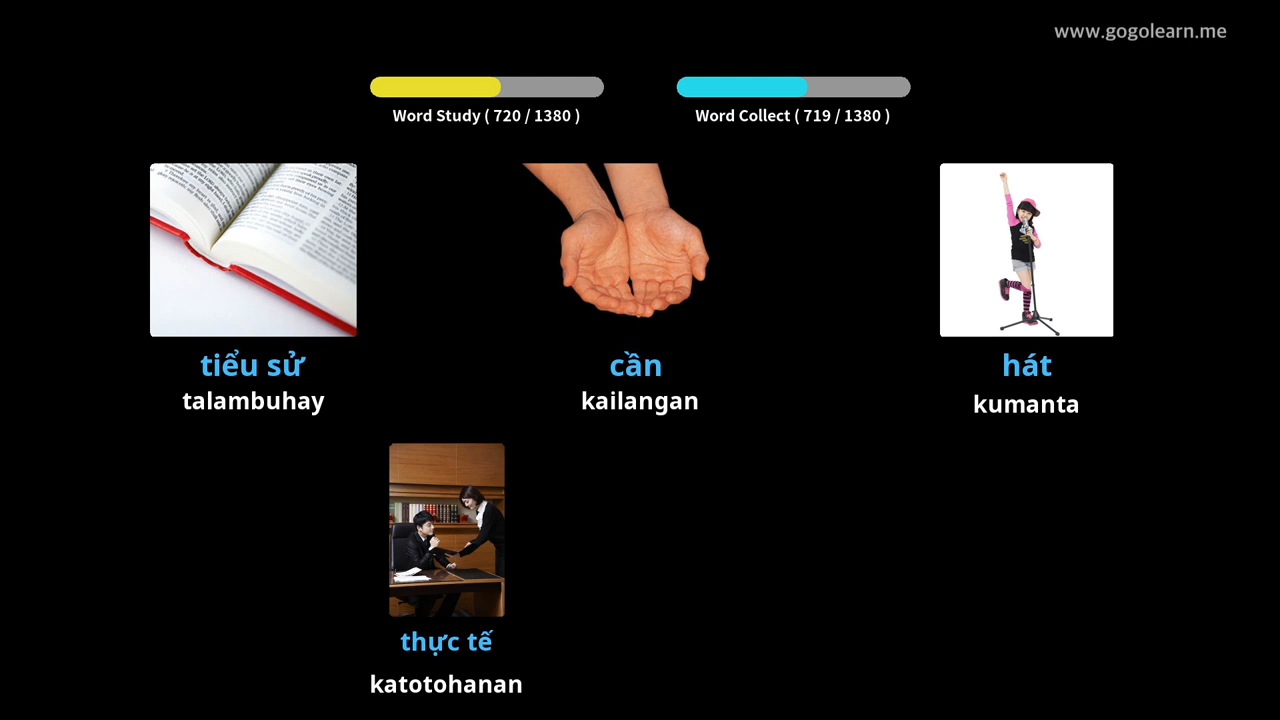 www.gogolearn.me
Word Study ( 720 / 1380 )
Word Collect ( 719 / 1380 )
tiểu sử
talambuhay
cần
kailangan
hát
kumanta
thực tế
katotohanan